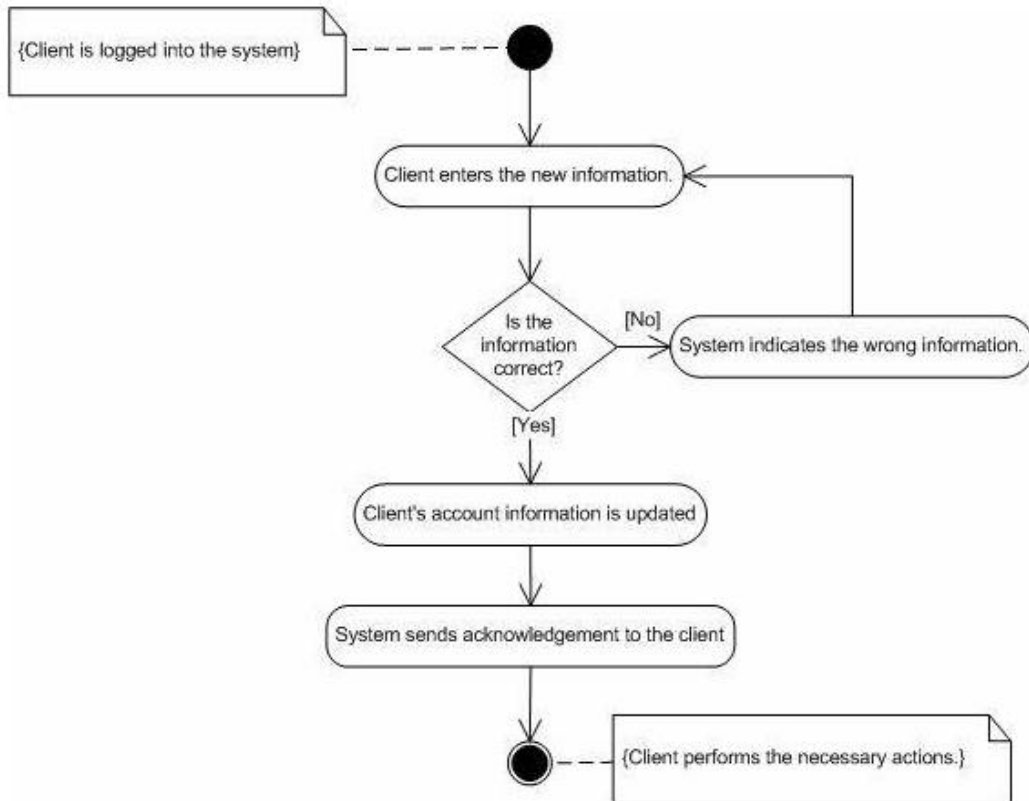 {Client is logged into the system}
Client enters the new information.
Is the
information
correct?
[No]
System indicates the wrong information.
[Yes]
Client's account information is updated
System sends acknowledgement to the client
{Client performs the necessary actions.}